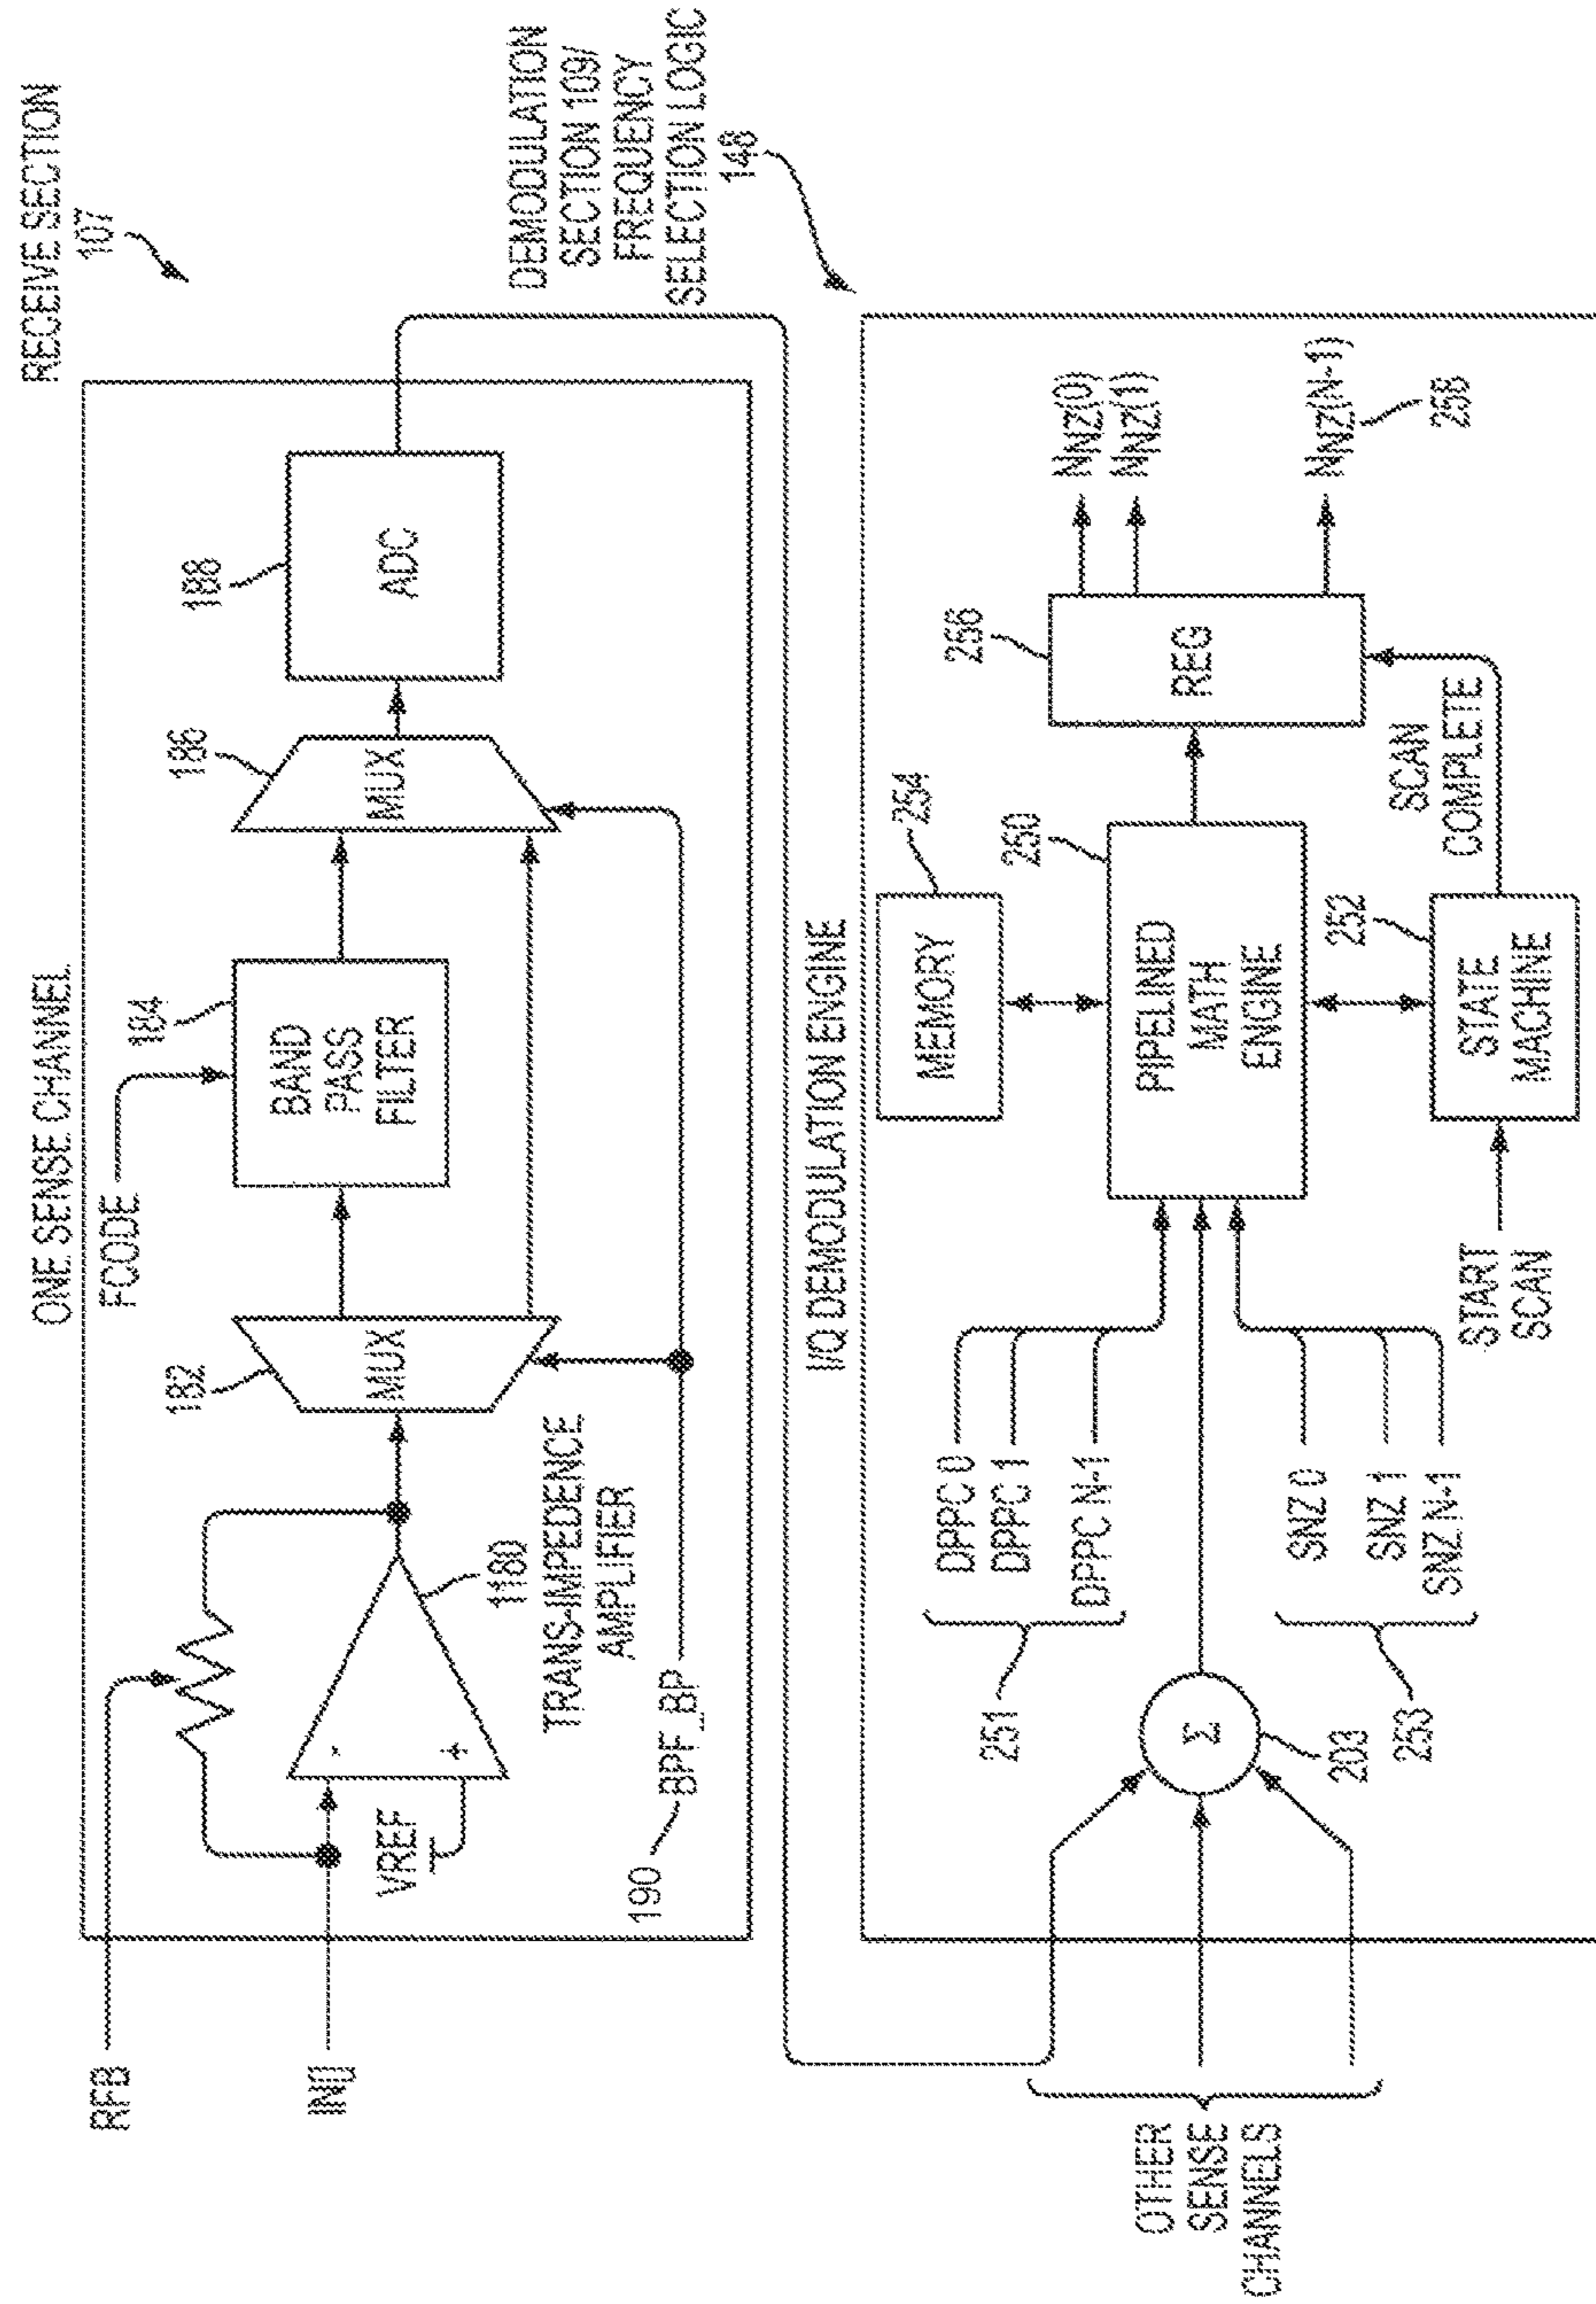 RECEIVE SECTION
107
ONE SENSE CHANNEL
RFB
IN0
VREF
-
+
1180
TRANS-IMPEDENCE
AMPLIFIER
182
MUX
FCODE
184
BAND
PASS
FILTER
186
MUX
188
ADC
190
BPF_BP
DEMODULATION
SECTION 109/
FREQUENCY
SELECTION LOGIC
148
I/Q DEMODULATION ENGINE
OTHER
SENSE
CHANNELS
Σ
203
251
DPPC 0
DPPC 1
DPPC N-1
253
SNZ 0
SNZ 1
SNZ N-1
MEMORY
254
250
PIPELINED
MATH
ENGINE
252
STATE
MACHINE
START
SCAN
SCAN
COMPLETE
256
REG
NNZ(0)
NNZ(1)
NNZ(N-1)
258